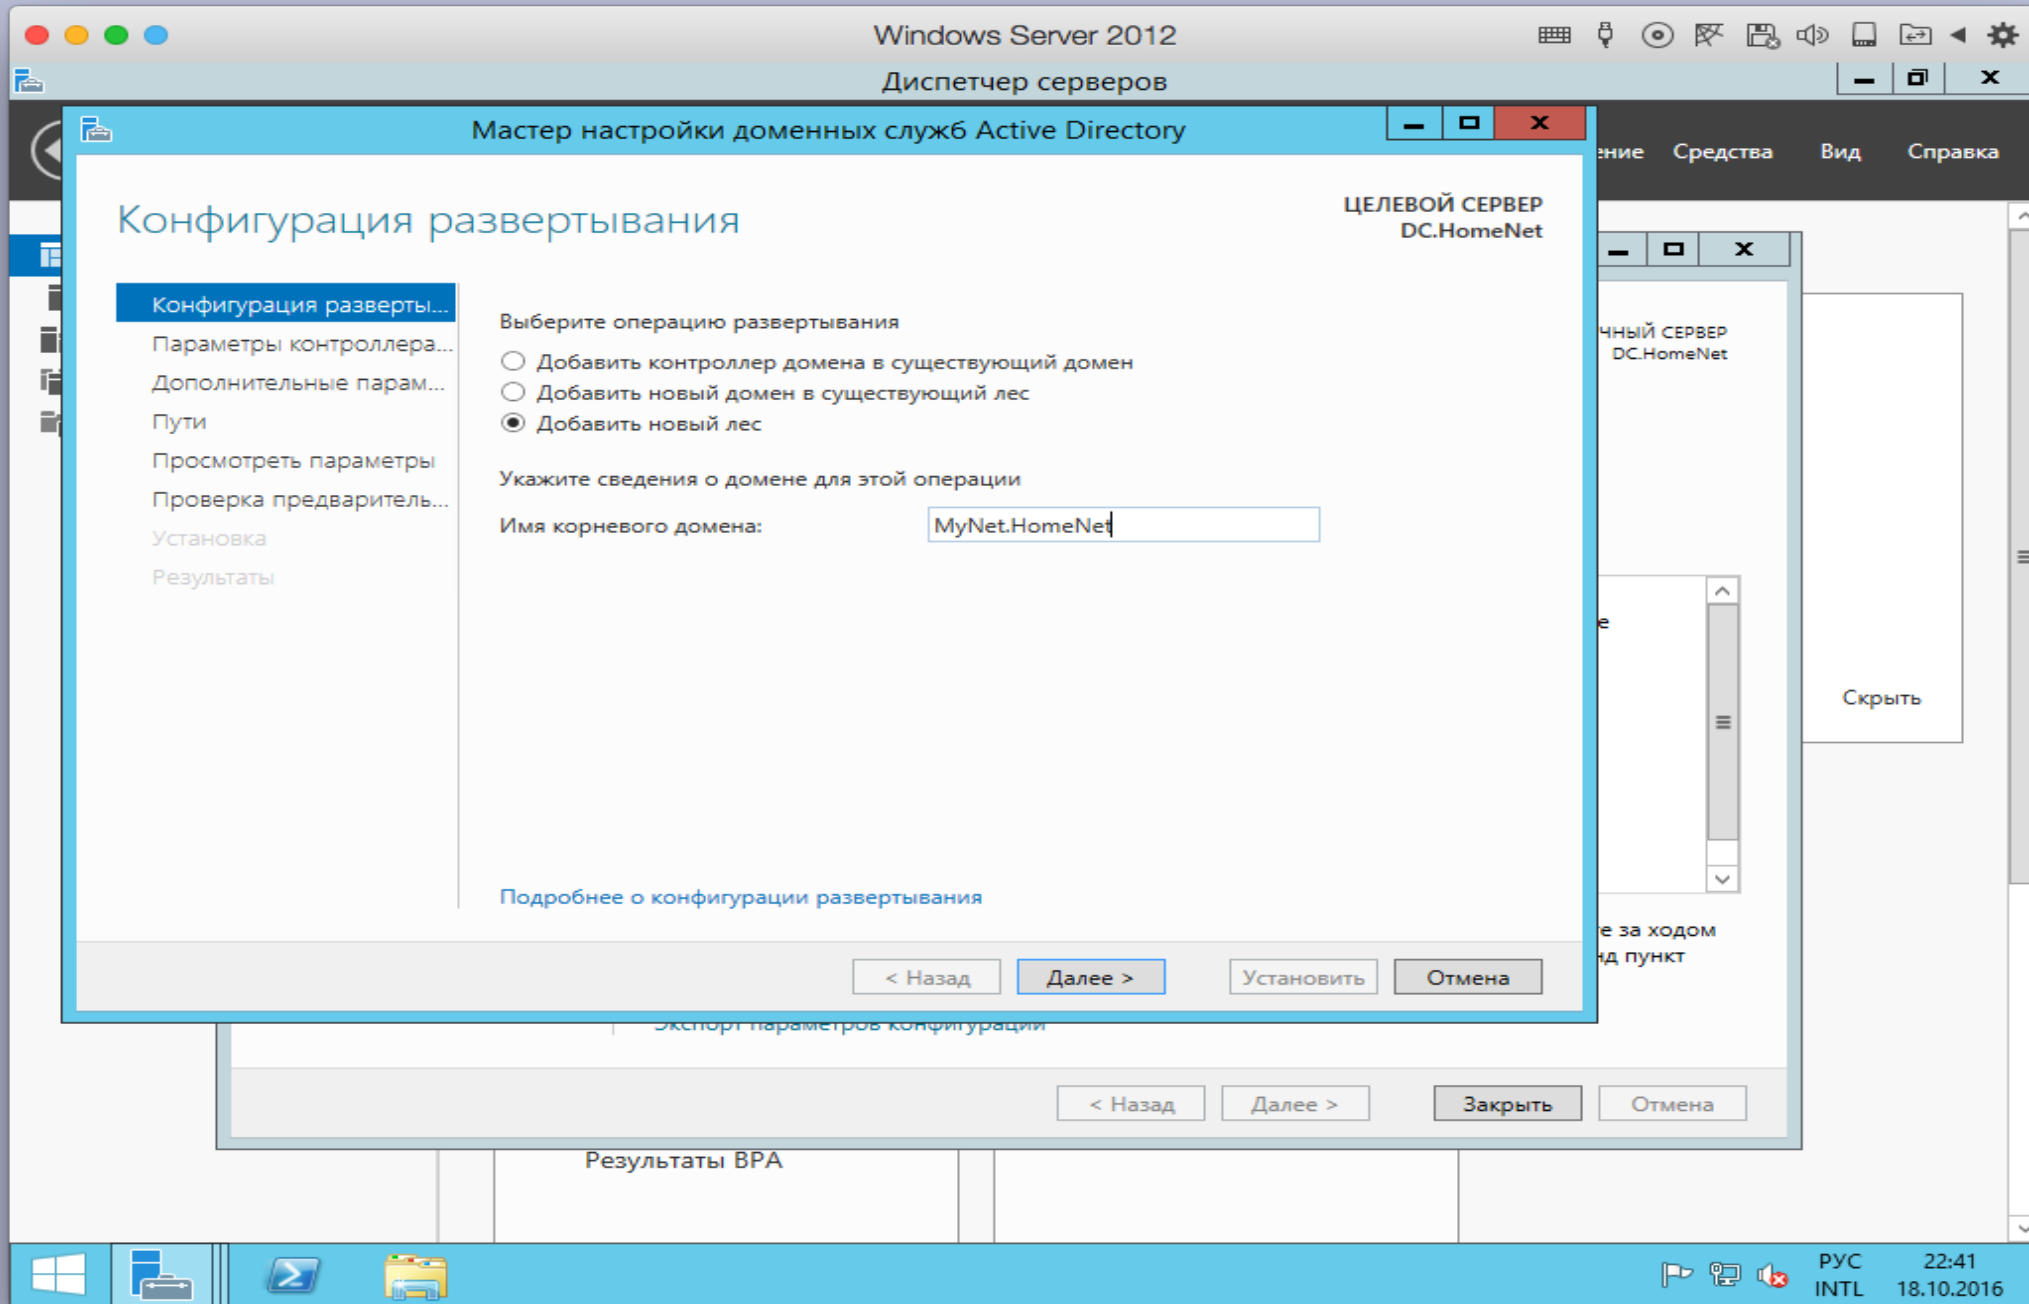 Windows Server 2012
Диспетчер серверов
Мастер настройки доменных служб Active Directory
Средства
Вид
Справка
Конфигурация развертывания
ЦЕЛЕВОЙ СЕРВЕР
DC.HomeNet
Конфигурация разверты...
Параметры контроллера...
Дополнительные парам...
Пути
Просмотреть параметры
Проверка предваритель...
Установка
Результаты
Выберите операцию развертывания
Добавить контроллер домена в существующий домен
Добавить новый домен в существующий лес
Добавить новый лес
Укажите сведения о домене для этой операции
Имя корневого домена:
MyNet.HomeNet
Подробнее о конфигурации развертывания
< Назад
Далее >
Установить
Отмена
СЕРВЕР
DC.HomeNet
Скрыть
за ходом
пункт
Экспорт параметров конфигурации
< Назад
Далее >
Закрыть
Отмена
Результаты BPA
РУС
INTL
22:41
18.10.2016